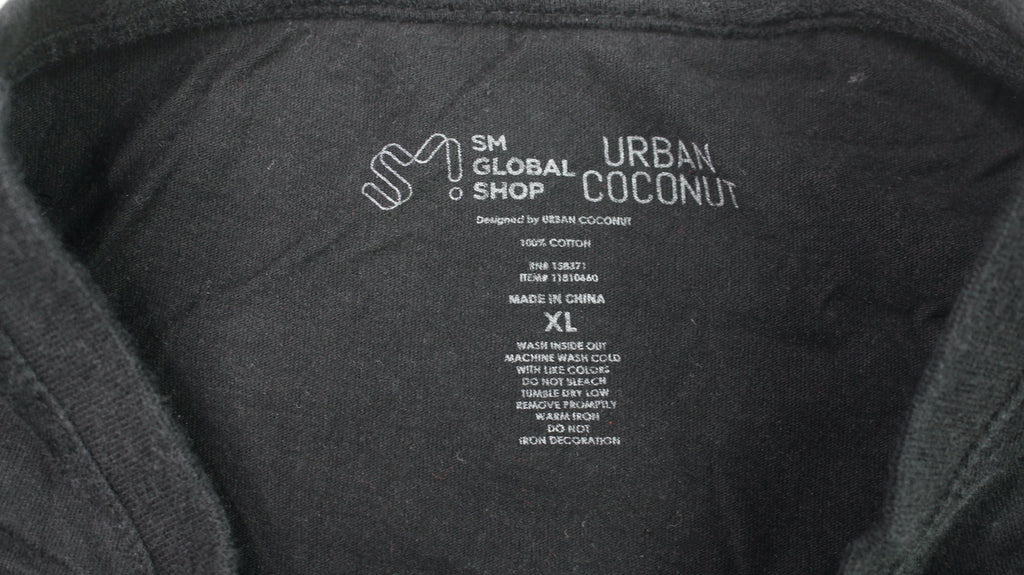 SM
GLOBAL
SHOP
URBAN
COCONUT
Designed by URBAN COCONUT
100% COTTON
RN# 158371
ITEM# 11810660
MADE IN CHINA
XL
WASH INSIDE OUT
MACHINE WASH COLD
WITH LIKE COLORS
DO NOT BLEACH
TUMBLE DRY LOW
REMOVE PROMPTLY
WARM IRON
DO NOT
IRON DECORATION